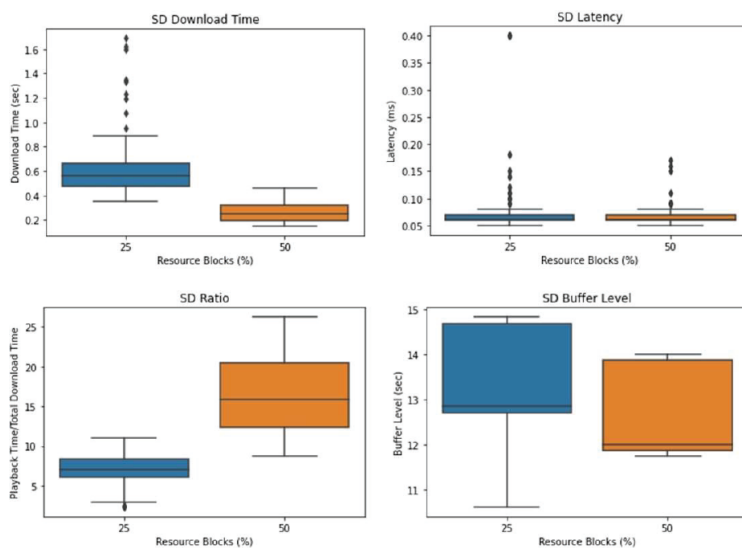 SD Download Time
Download Time (sec)
1.6
1.4
1.2
1.0
0.8
0.6
0.4
0.2
25
50
Resource Blocks (%)
SD Latency
Latency (ms)
0.40
0.35
0.30
0.25
0.20
0.15
0.10
0.05
25
50
Resource Blocks (%)
SD Ratio
Playback Time/Total Download Time
25
20
15
10
5
25
50
Resource Blocks (%)
SD Buffer Level
Buffer Level (sec)
15
14
13
12
11
25
50
Resource Blocks (%)